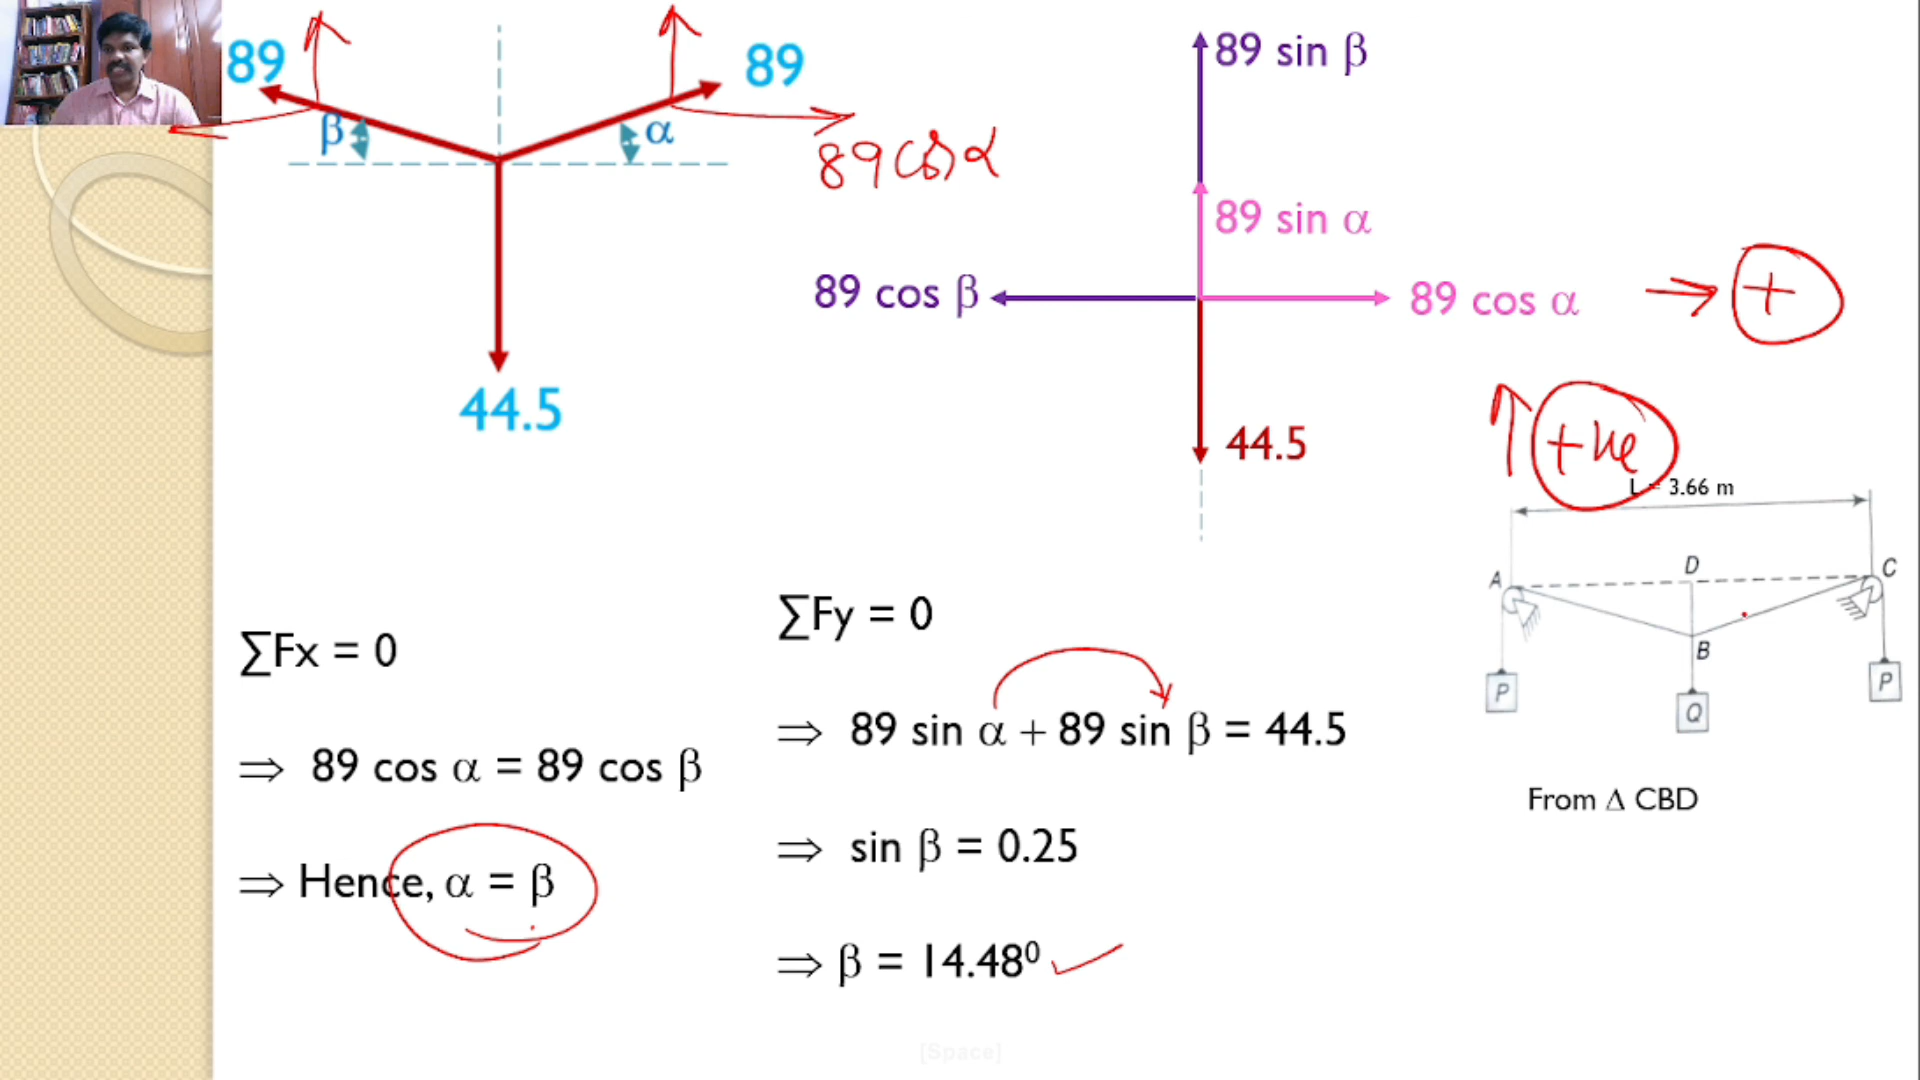 89
89
β
α
89 cos α
44.5
89 sin β
89 sin α
89 cos β
89 cos α
→ +
44.5
↑ +ve
L = 3.66 m
A
D
C
B
P
Q
P
From Δ CBD
∑Fx = 0
⇒ 89 cos α = 89 cos β
⇒ Hence, α = β
∑Fy = 0
⇒ 89 sin α + 89 sin β = 44.5
⇒ sin β = 0.25
⇒ β = 14.48⁰
[Space]